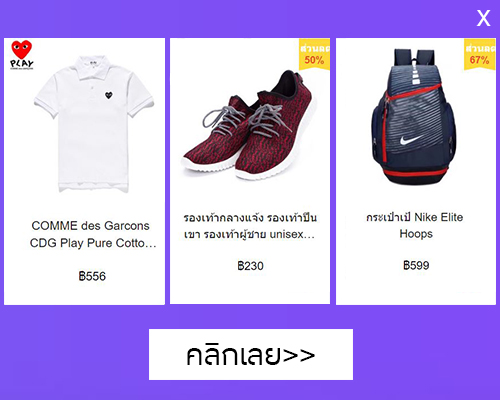 X
PLAY
ส่วนลด
50%
ส่วนลด
67%
COMME des Garcons
CDG Play Pure Cotto...
฿556
รองเท้ากลางแจ้ง รองเท้าปีน
เขา รองเท้าผู้ชาย unisex...
฿230
กระเป๋าเป้ Nike Elite
Hoops
฿599
คลิกเลย>>